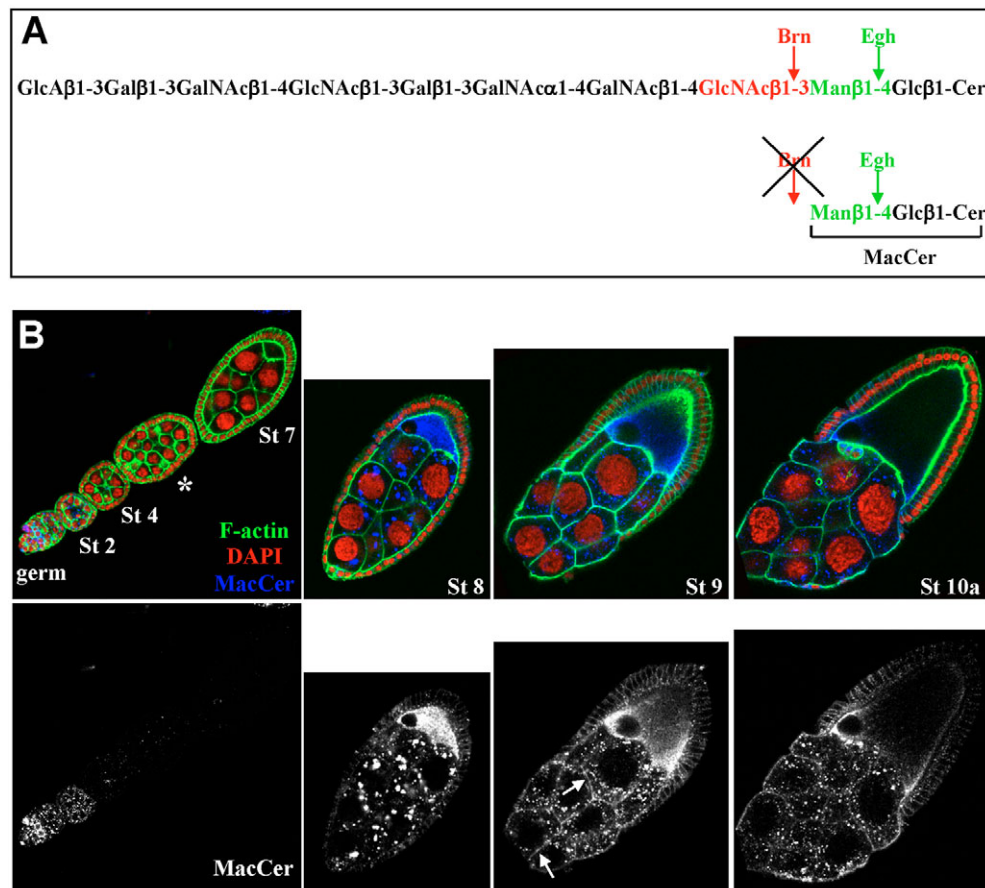 A
Brn Egh
GlcAβ1-3Galβ1-3GalNAcβ1-4GlcNAcβ1-3Galβ1-3GalNAcα1-4GalNAcβ1-4GlcNAcβ1-3Manβ1-4Glcβ1-Cer
Brn Egh
Manβ1-4Glcβ1-Cer
MacCer
B
St 7
*
St 4
St 2
germ
F-actin
DAPI
MacCer
St 8
St 9
St 10a
MacCer